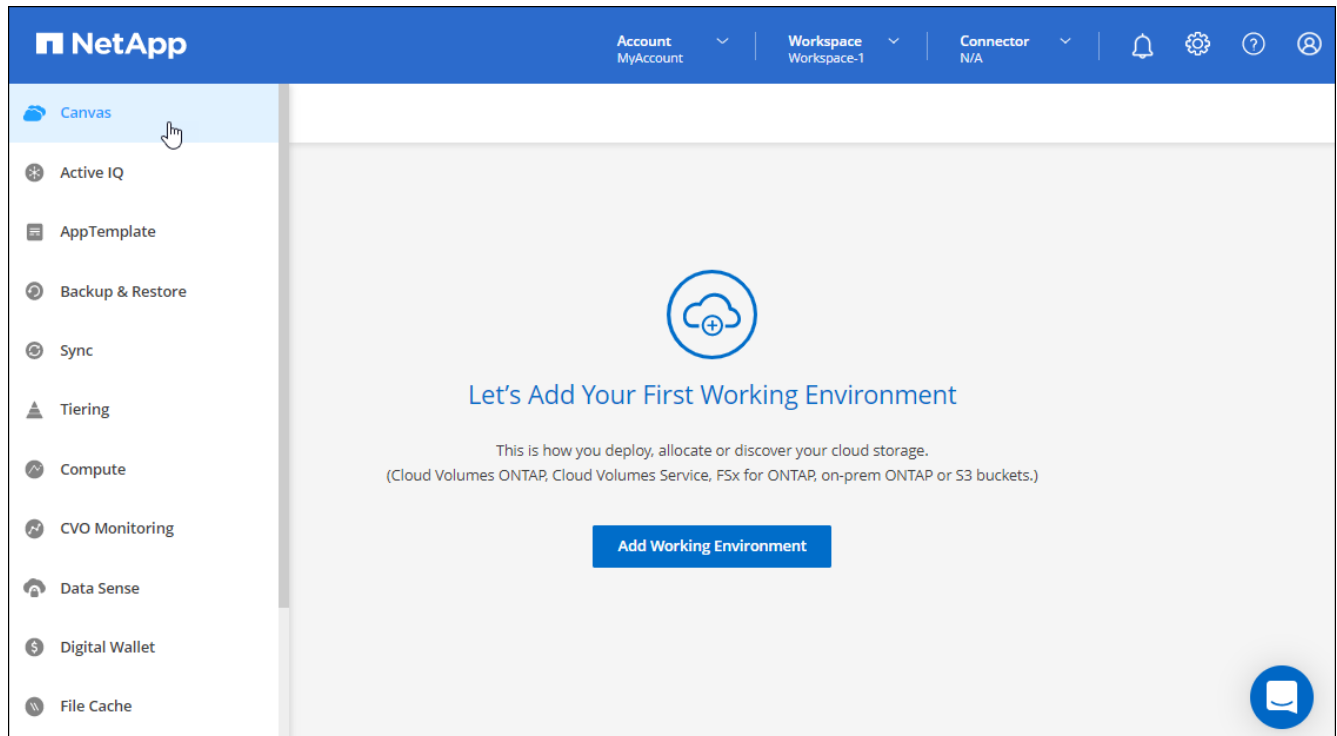 NetApp
Account
MyAccount
Workspace
Workspace-1
Connector
N/A
Canvas
Active IQ
AppTemplate
Backup & Restore
Sync
Tiering
Compute
CVO Monitoring
Data Sense
Digital Wallet
File Cache
Let's Add Your First Working Environment
This is how you deploy, allocate or discover your cloud storage.
(Cloud Volumes ONTAP, Cloud Volumes Service, FSx for ONTAP, on-prem ONTAP or S3 buckets.)
Add Working Environment